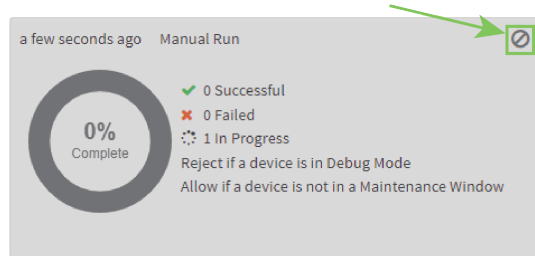 a few seconds ago Manual Run
0 Successful
0 Failed
0%
Complete
1 In Progress
Reject if a device is in Debug Mode
Allow if a device is not in a Maintenance Window